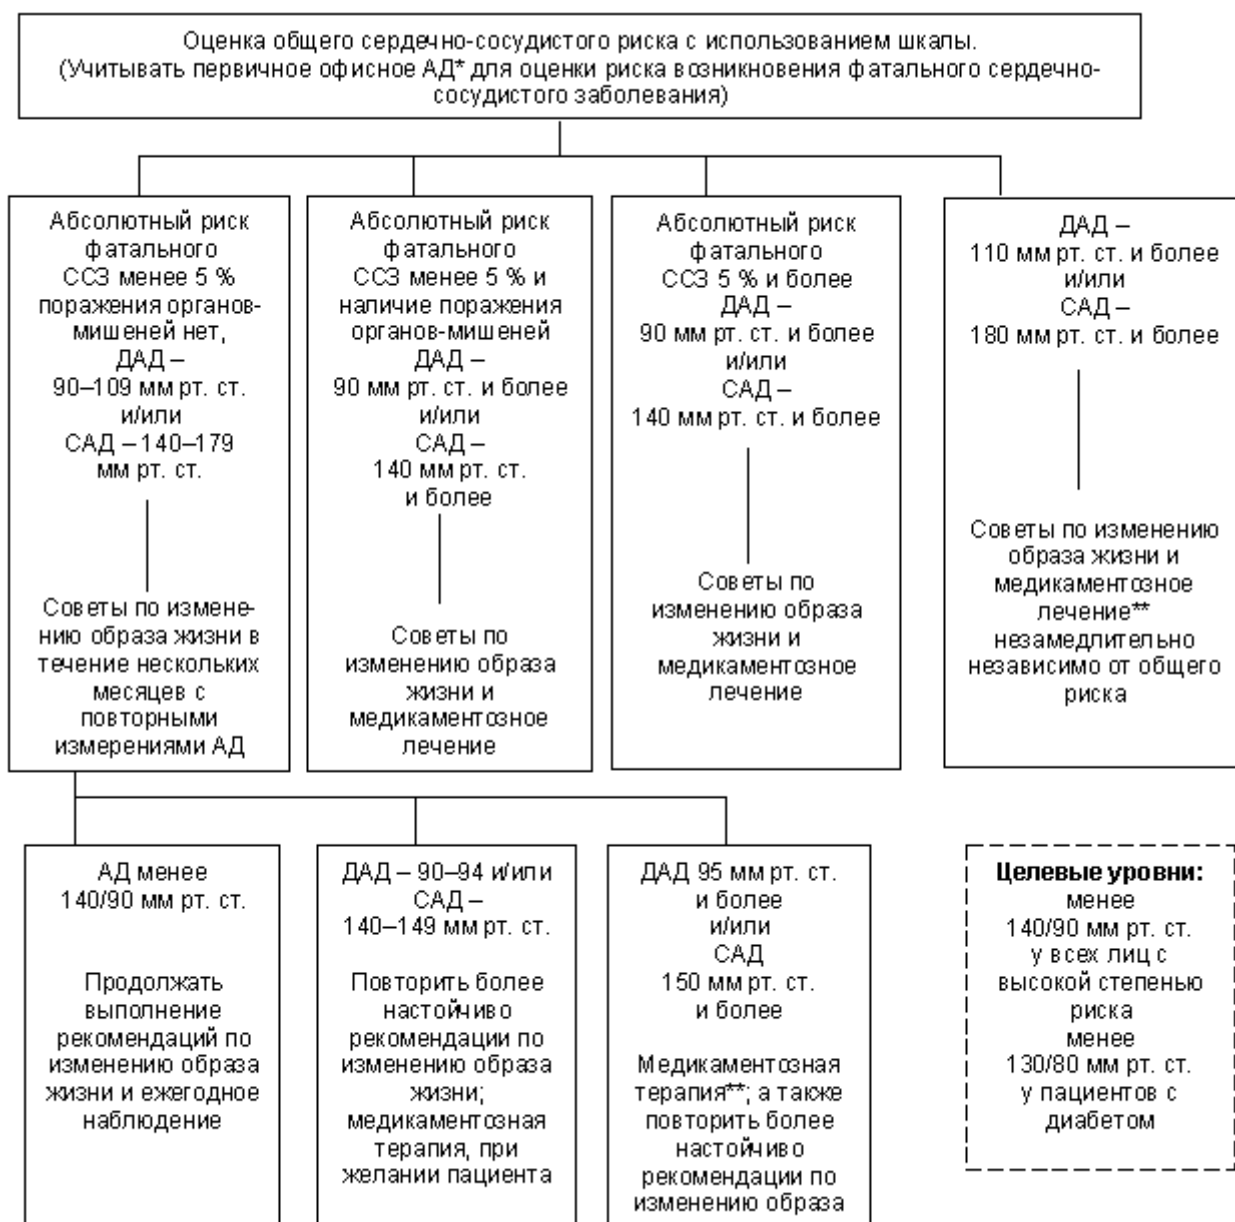 Оценка общего сердечно-сосудистого риска с использованием шкалы.
(Учитывать первичное офисное АД* для оценки риска возникновения фатального сердечно-
сосудистого заболевания)
Абсолютный риск
фатального
ССЗ менее 5 %
поражения органов-
мишеней нет,
ДАД –
90–109 мм рт. ст.
и/или
САД – 140–179
мм рт. ст.
Советы по измене-
нию образа жизни в
течение нескольких
месяцев с
повторными
измерениями АД
Абсолютный риск
фатального
ССЗ менее 5 % и
наличие поражения
органов-мишеней
ДАД –
90 мм рт. ст. и более
и/или
САД –
140 мм рт. ст.
и более
Советы по
изменению образа
жизни и
медикаментозное
лечение
Абсолютный риск
фатального
ССЗ 5 % и более
ДАД –
90 мм рт. ст. и более
и/или
САД –
140 мм рт. ст. и более
Советы по
изменению образа
жизни и
медикаментозное
лечение
ДАД –
110 мм рт. ст. и более
и/или
САД –
180 мм рт. ст. и более
Советы по изменению
образа жизни и
медикаментозное
лечение**
незамедлительно
независимо от общего
риска
АД менее
140/90 мм рт. ст.
Продолжать
выполнение
рекомендаций по
изменению образа
жизни и ежегодное
наблюдение
ДАД – 90–94 и/или
САД –
140–149 мм рт. ст.
Повторить более
настойчиво
рекомендации по
изменению образа
жизни;
медикаментозная
терапия, при
желании пациента
ДАД 95 мм рт. ст.
и более
и/или
САД
150 мм рт. ст.
и более
Медикаментозная
терапия**; а также
повторить более
настойчиво
рекомендации по
изменению образа
Целевые уровни:
менее
140/90 мм рт. ст.
у всех лиц с
высокой степенью
риска
менее
130/80 мм рт. ст.
у пациентов с
диабетом